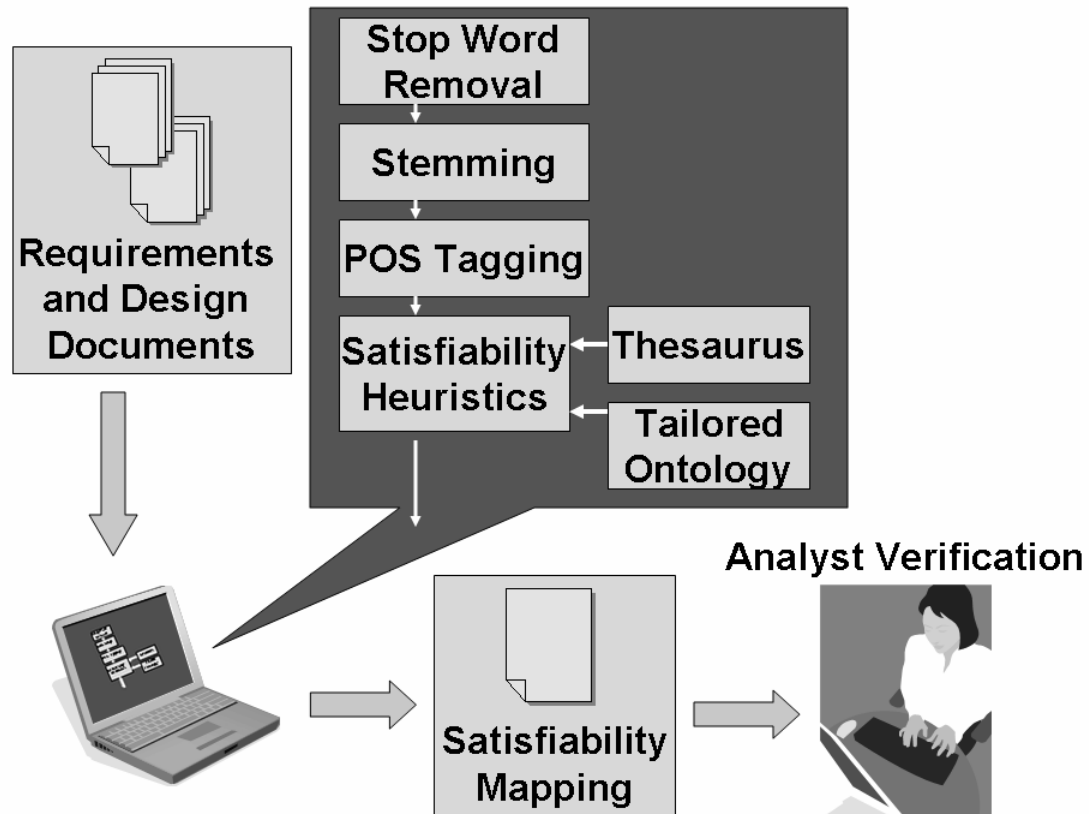 Stop Word
Removal
Stemming
POS Tagging
Satisfiability
Heuristics
Thesaurus
Tailored
Ontology
Requirements
and Design
Documents
Analyst Verification
Satisfiability
Mapping